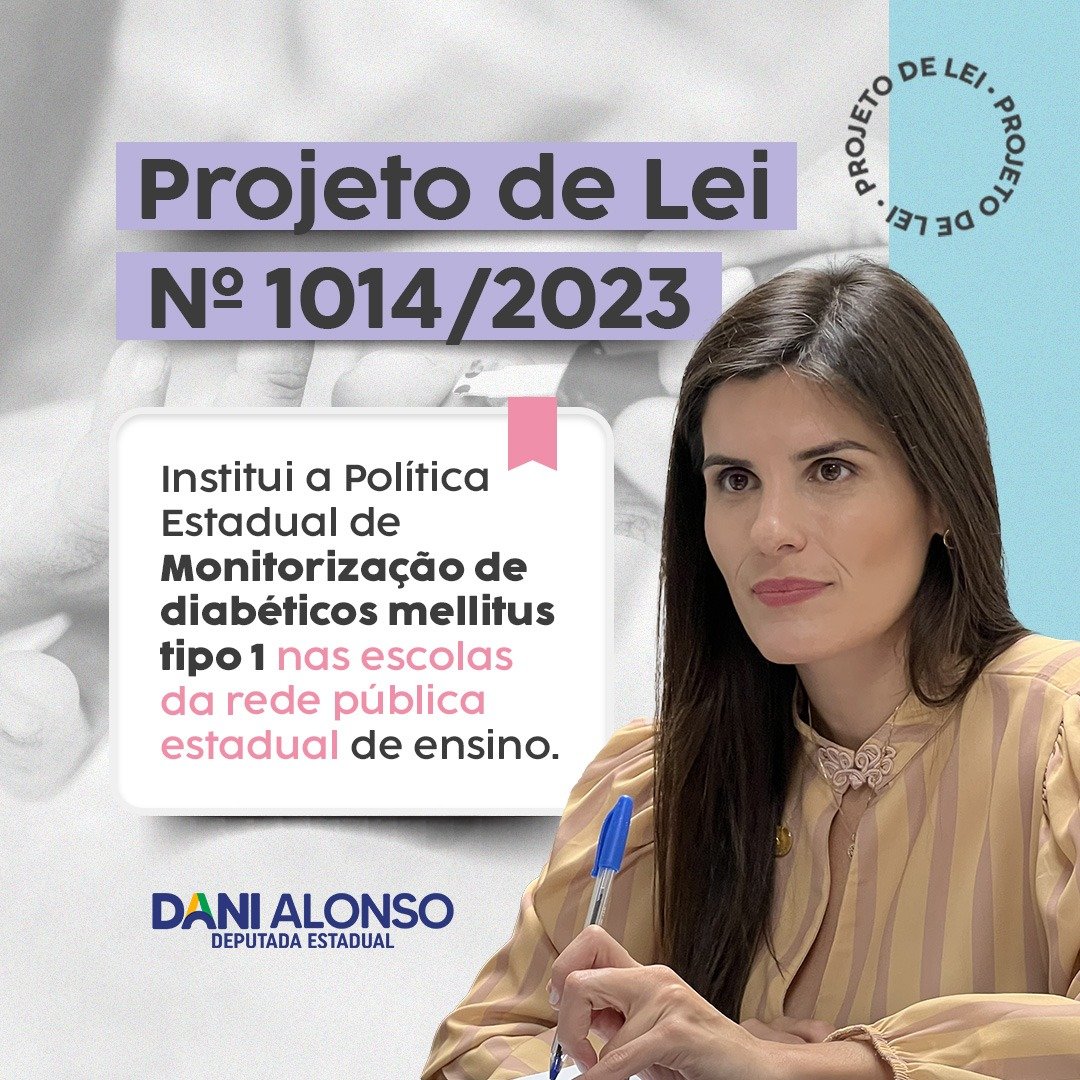 PROJETO DE LEI • PROJETO DE LEI •
Projeto de Lei
Nº 1014/2023
Institui a Política
Estadual de
Monitorização de
diabéticos mellitus
tipo 1 nas escolas
da rede pública
estadual de ensino.
DANI ALONSO
DEPUTADA ESTADUAL